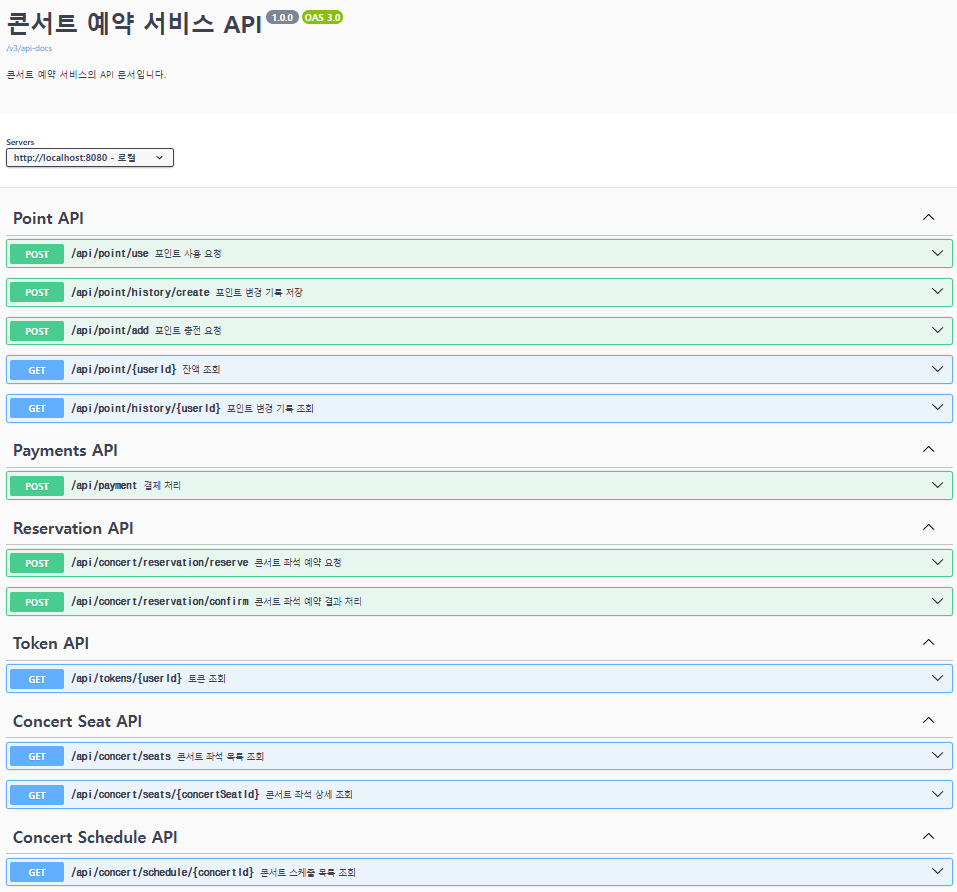 콘서트 예약 서비스 API 1.0.0 OAS 3.0
/v3/api-docs
콘서트 예약 서비스의 API 문서입니다.
Servers
http://localhost:8080 - 로컬
Point API
POST /api/point/use 포인트 사용 요청
POST /api/point/history/create 포인트 변경 기록 저장
POST /api/point/add 포인트 충전 요청
GET /api/point/{userId} 잔액 조회
GET /api/point/history/{userId} 포인트 변경 기록 조회
Payments API
POST /api/payment 결제 처리
Reservation API
POST /api/concert/reservation/reserve 콘서트 좌석 예약 요청
POST /api/concert/reservation/confirm 콘서트 좌석 예약 결과 처리
Token API
GET /api/tokens/{userId} 토큰 조회
Concert Seat API
GET /api/concert/seats 콘서트 좌석 목록 조회
GET /api/concert/seats/{concertSeatId} 콘서트 좌석 상세 조회
Concert Schedule API
GET /api/concert/schedule/{concertId} 콘서트 스케줄 목록 조회